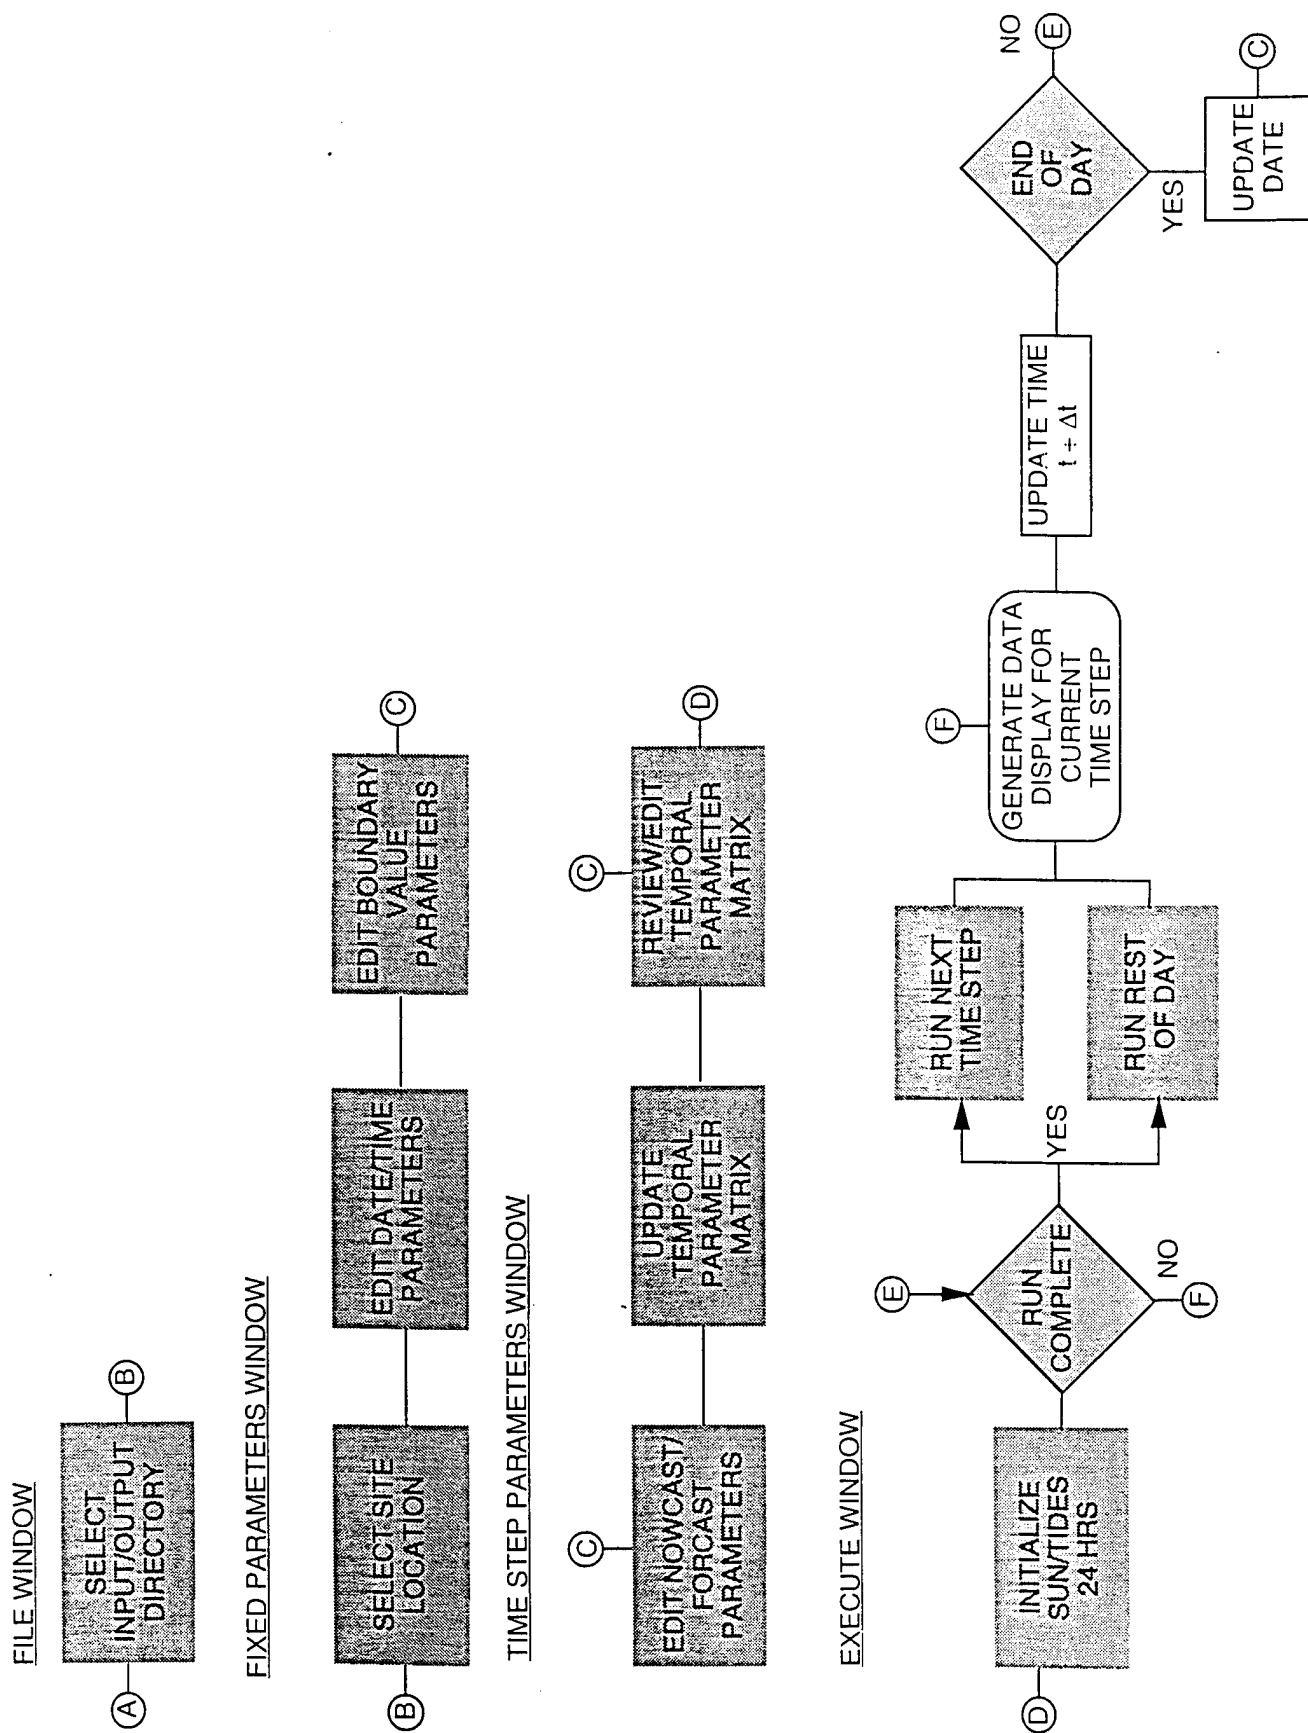 FILE WINDOW
A
SELECT
INPUT/OUTPUT
DIRECTORY
B
FIXED PARAMETERS WINDOW
B
SELECT SITE
LOCATION
EDIT DATE/TIME
PARAMETERS
EDIT BOUNDARY
VALUE
PARAMETERS
C
TIME STEP PARAMETERS WINDOW
C
EDIT NOWCAST/
FORCAST
PARAMETERS
UPDATE
TEMPORAL
PARAMETER
MATRIX
C
REVIEW/EDIT
TEMPORAL
PARAMETER
MATRIX
D
EXECUTE WINDOW
D
INITIALIZE
SUN/TIDES
24 HRS
E
RUN
COMPLETE
NO
F
YES
RUN NEXT
TIME STEP
RUN REST
OF DAY
F
GENERATE DATA
DISPLAY FOR
CURRENT
TIME STEP
UPDATE TIME
t ÷ Δt
END
OF
DAY
NO
E
YES
UPDATE
DATE
C